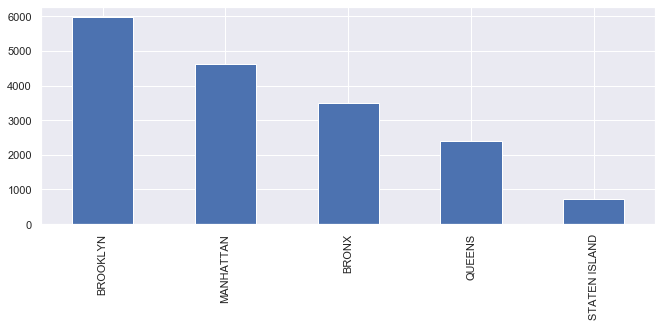 6000
5000
4000
3000
2000
1000
0
BROOKLYN
MANHATTAN
BRONX
QUEENS
STATEN ISLAND